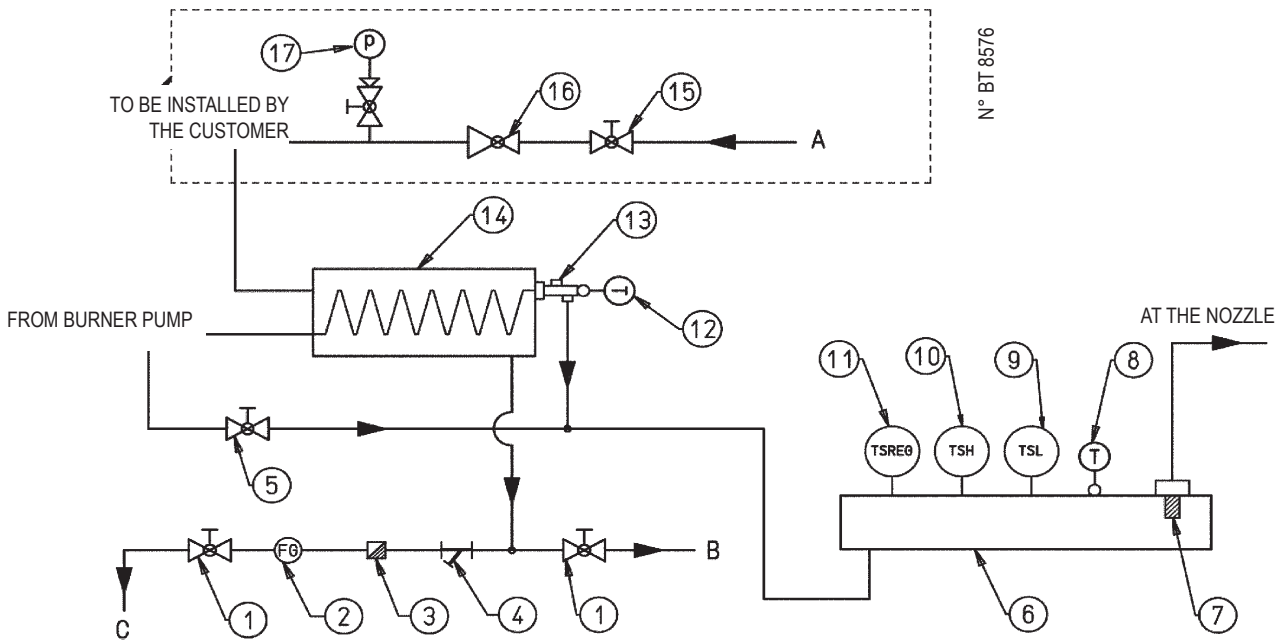 17
P
N° BT 8576
TO BE INSTALLED BY
THE CUSTOMER
16
15
A
14
13
T
12
FROM BURNER PUMP
AT THE NOZZLE
11
10
9
8
TSREG
TSH
TSL
T
5
FG
B
C
1
2
3
4
1
6
7